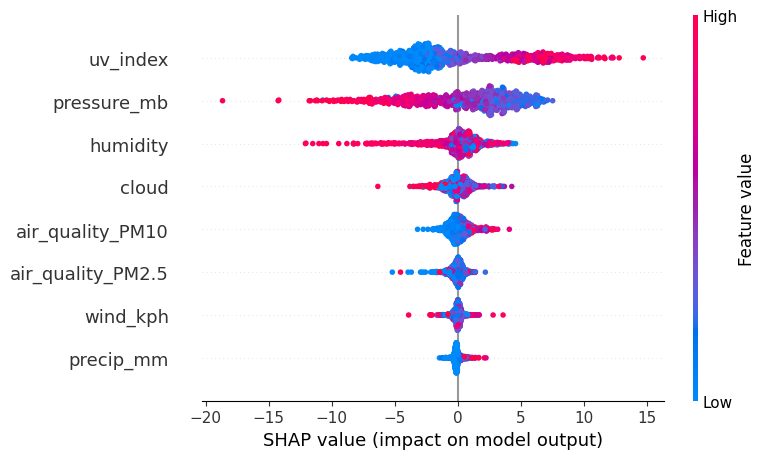 High
uv_index
pressure_mb
humidity
cloud
air_quality_PM10
air_quality_PM2.5
wind_kph
precip_mm
Feature value
Low
−20 −15 −10 −5 0 5 10 15
SHAP value (impact on model output)